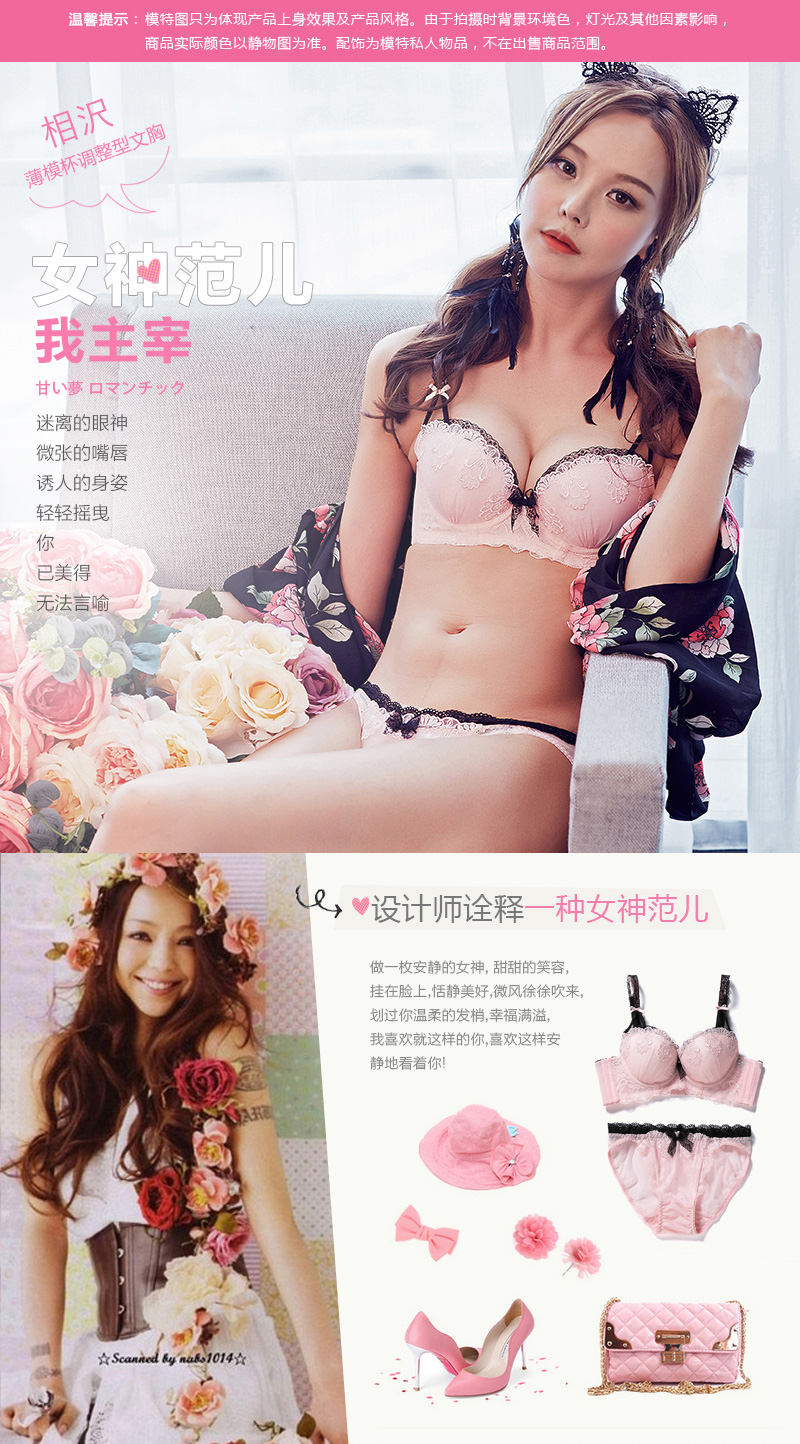 温馨提示：模特图只为体现产品上身效果及产品风格。由于拍摄时背景环境色，灯光及其他因素影响，
商品实际颜色以静物图为准。配饰为模特私人物品，不在出售商品范围。
相沢
薄模杯调整型文胸
女神范儿
我主宰
甘い夢 ロマンチック
迷离的眼神
微张的嘴唇
诱人的身姿
轻轻摇曳
你
已美得
无法言喻
设计师诠释一种女神范儿
做一枚安静的女神, 甜甜的笑容,
挂在脸上,恬静美好,微风徐徐吹来,
划过你温柔的发梢,幸福满溢,
我喜欢就这样的你,喜欢这样安
静地看着你!
☆Scanned by nabs1014☆